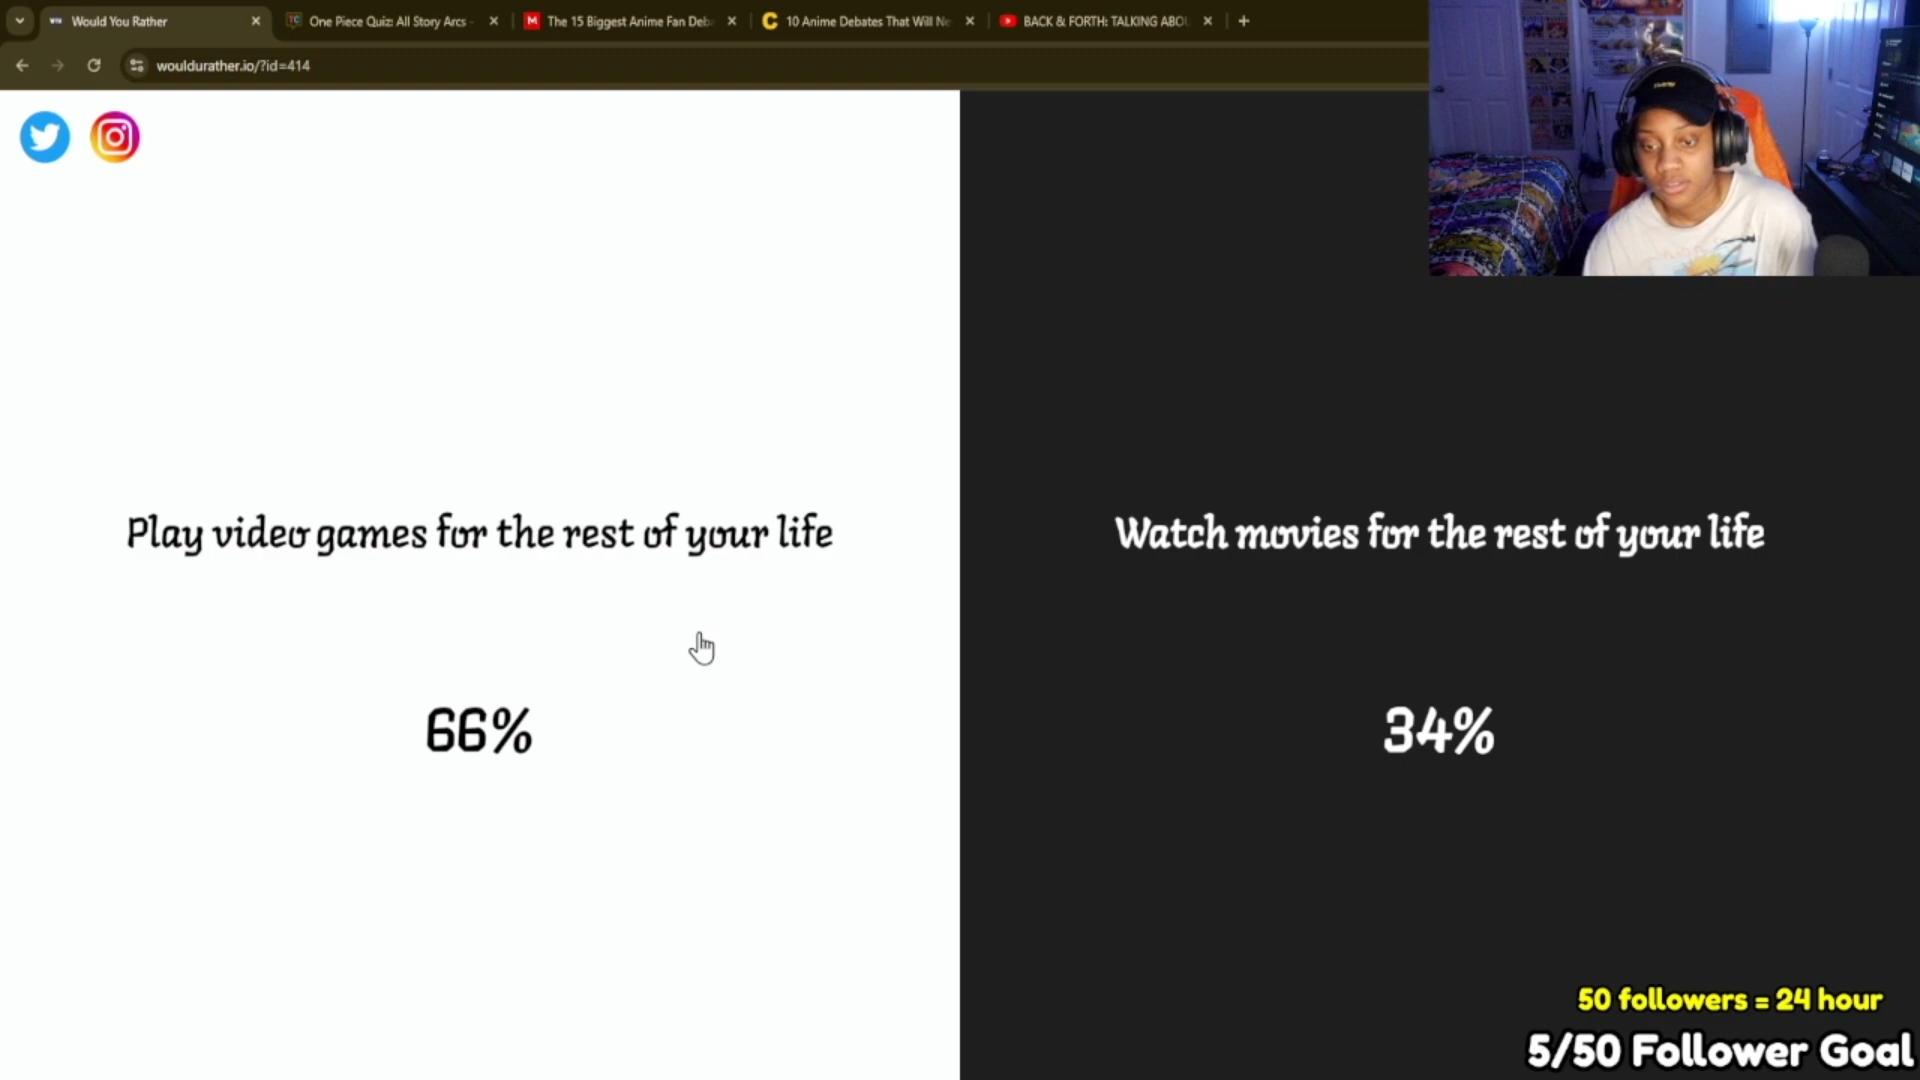 Would You Rather
One Piece Quiz: All Story Arcs -
The 15 Biggest Anime Fan Deb
10 Anime Debates That Will Ne
BACK & FORTH: TALKING ABO
wouldurather.io/?id=414
Play video games for the rest of your life
66%
Watch movies for the rest of your life
34%
50 followers = 24 hour
5/50 Follower Goal